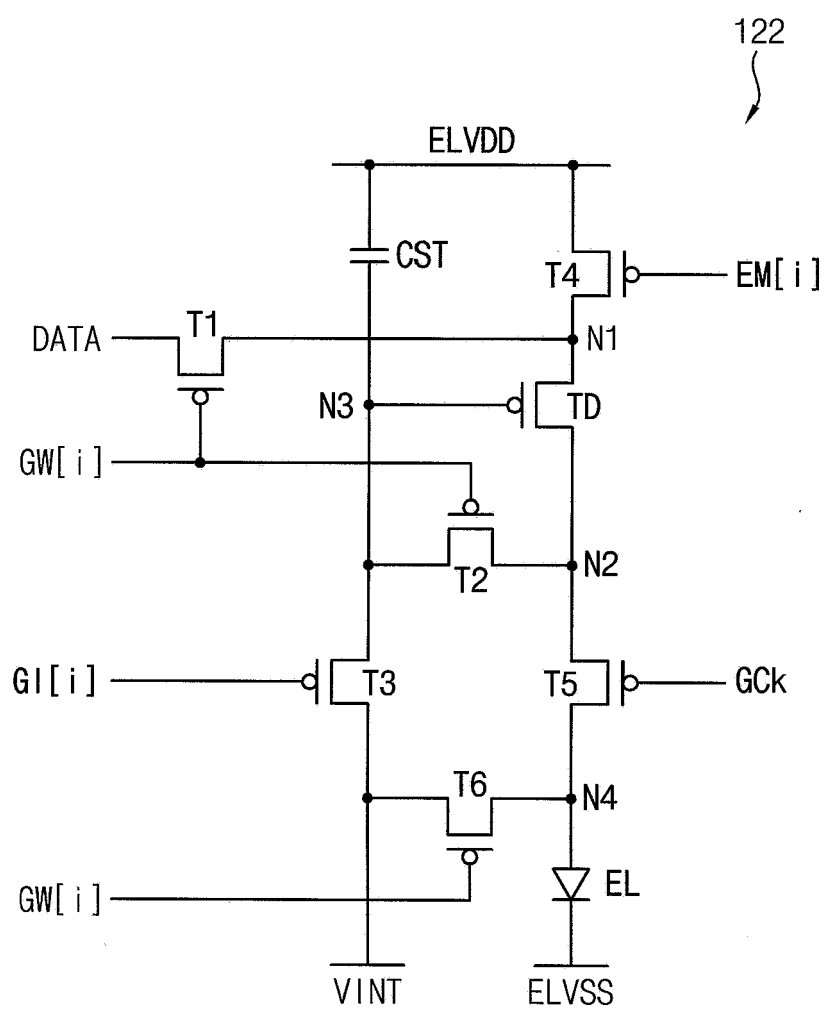 122
ELVDD
CST
T4
EM[i]
T1
DATA
N1
N3
TD
GW[i]
T2
N2
GI[i]
T3
T5
GCk
T6
N4
EL
GW[i]
VINT
ELVSS